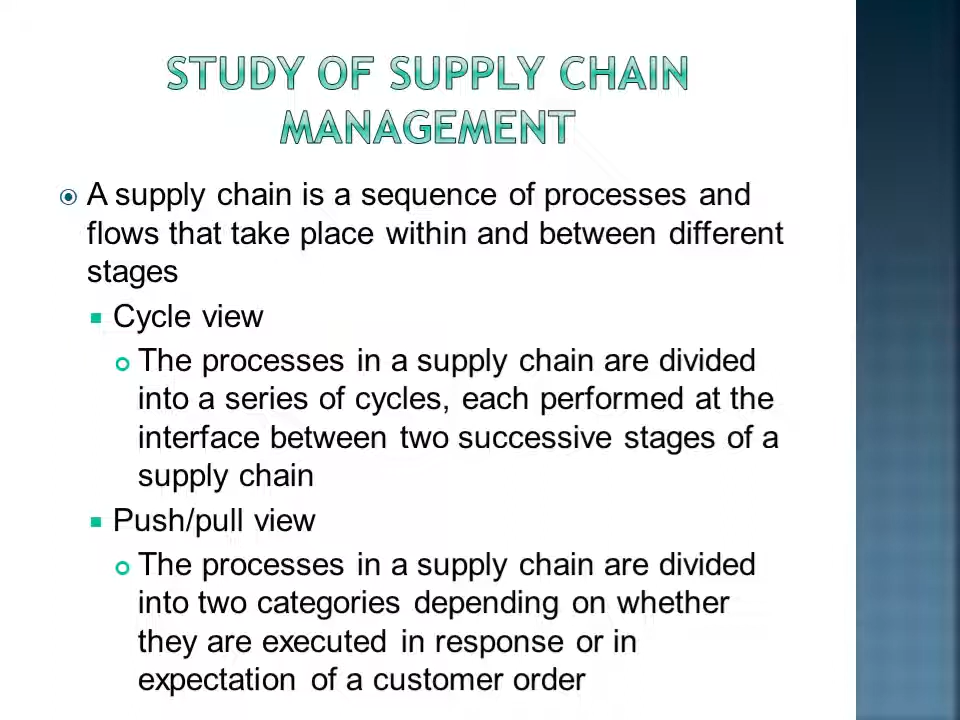 STUDY OF SUPPLY CHAIN
MANAGEMENT
A supply chain is a sequence of processes and
flows that take place within and between different
stages
Cycle view
The processes in a supply chain are divided
into a series of cycles, each performed at the
interface between two successive stages of a
supply chain
Push/pull view
The processes in a supply chain are divided
into two categories depending on whether
they are executed in response or in
expectation of a customer order